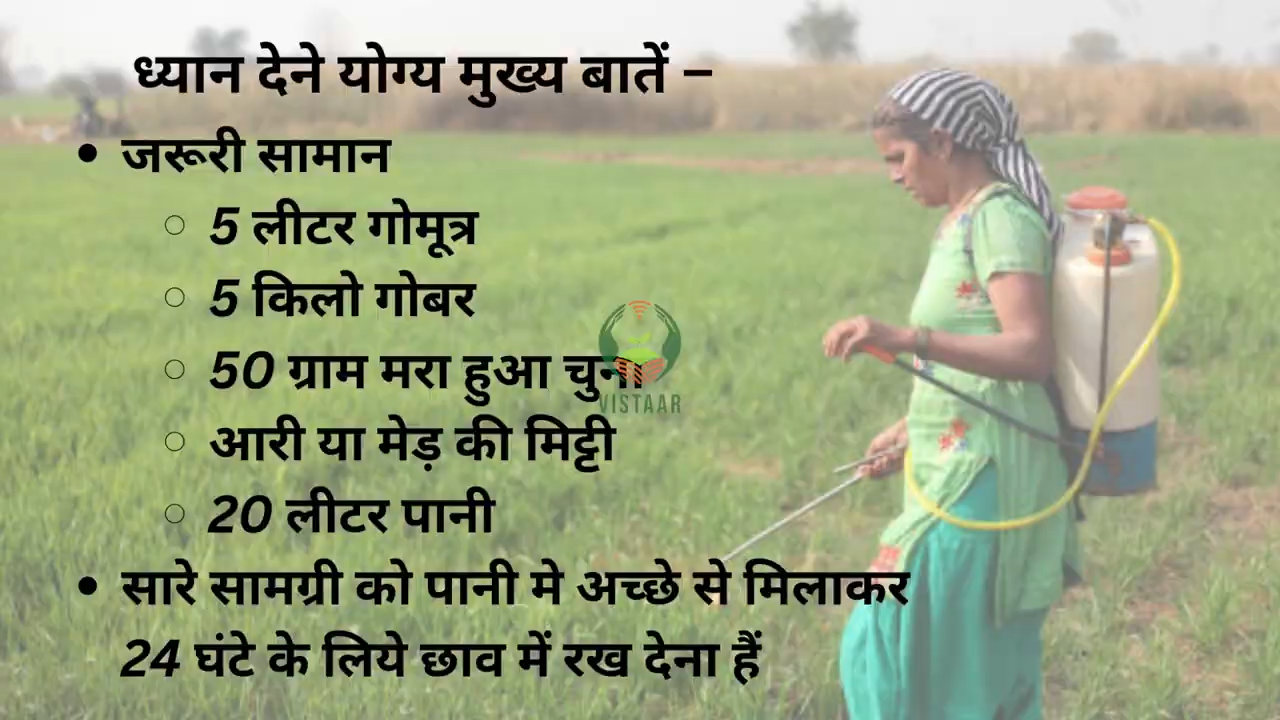 ध्यान देने योग्य मुख्य बातें –
• जरूरी सामान
○ 5 लीटर गोमूत्र
○ 5 किलो गोबर
○ 50 ग्राम मरा हुआ चुना
VISTAAR
○ आरी या मेड़ की मिट्टी
○ 20 लीटर पानी
• सारे सामग्री को पानी मे अच्छे से मिलाकर
24 घंटे के लिये छाव में रख देना हैं